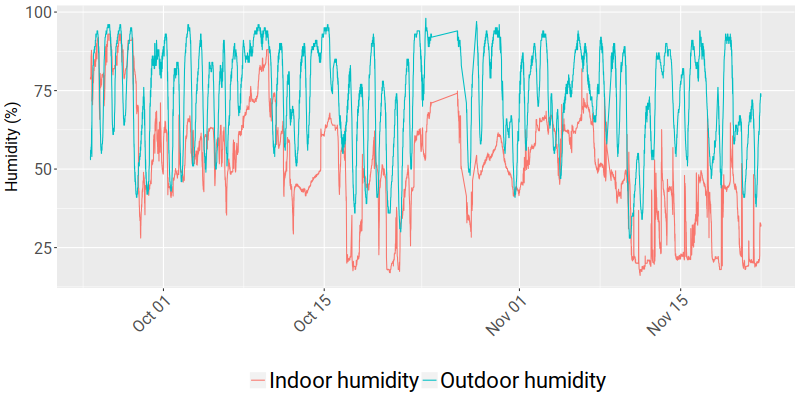 100
75
50
25
Humidity (%)
Oct 01
Oct 15
Nov 01
Nov 15
Indoor humidity
Outdoor humidity